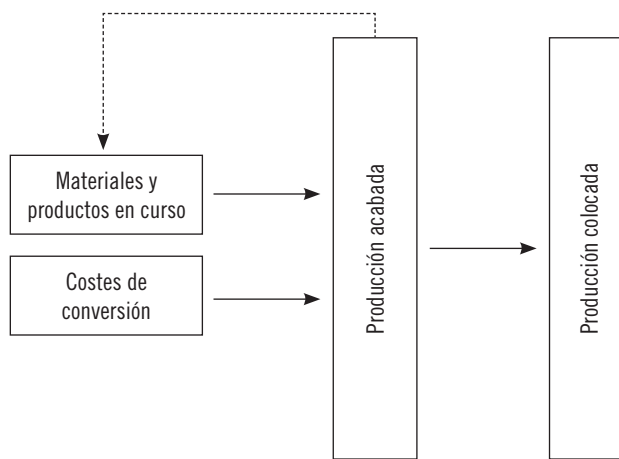 Materiales y
productos en curso
Costes de
conversión
Producción acabada
Producción colocada